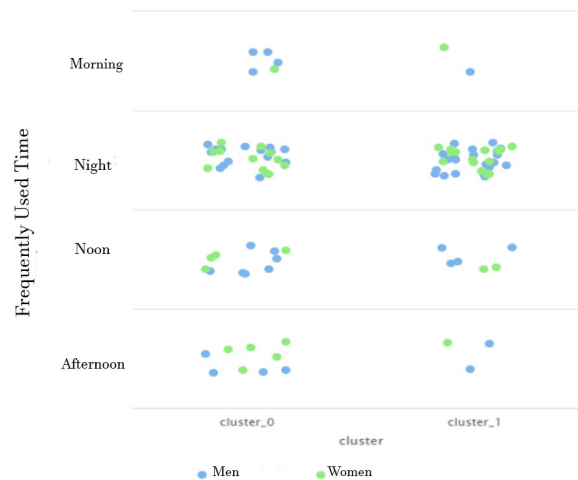 Frequently Used Time
Morning
Night
Noon
Afternoon
cluster_0 cluster_1
cluster
Men Women